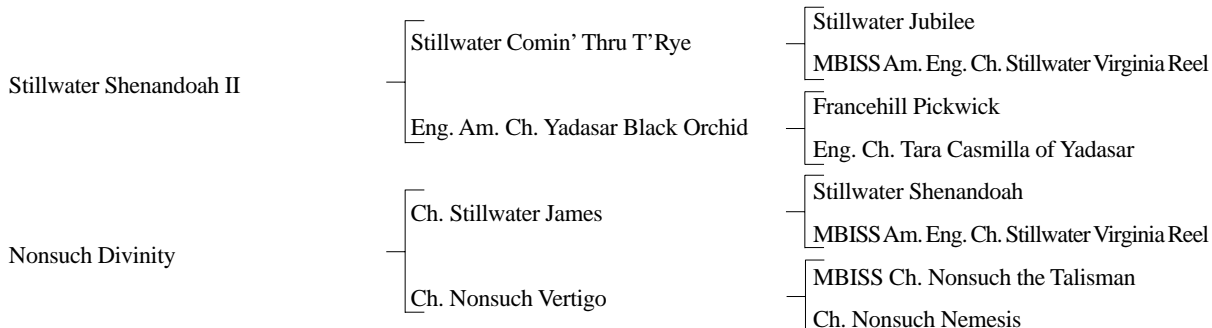 Stillwater Shenandoah II
Stillwater Comin' Thru T'Rye
Stillwater Jubilee
MBISS Am. Eng. Ch. Stillwater Virginia Reel
Eng. Am. Ch. Yadasar Black Orchid
Francehill Pickwick
Eng. Ch. Tara Casmilla of Yadasar
Nonsuch Divinity
Ch. Stillwater James
Stillwater Shenandoah
MBISS Am. Eng. Ch. Stillwater Virginia Reel
Ch. Nonsuch Vertigo
MBISS Ch. Nonsuch the Talisman
Ch. Nonsuch Nemesis